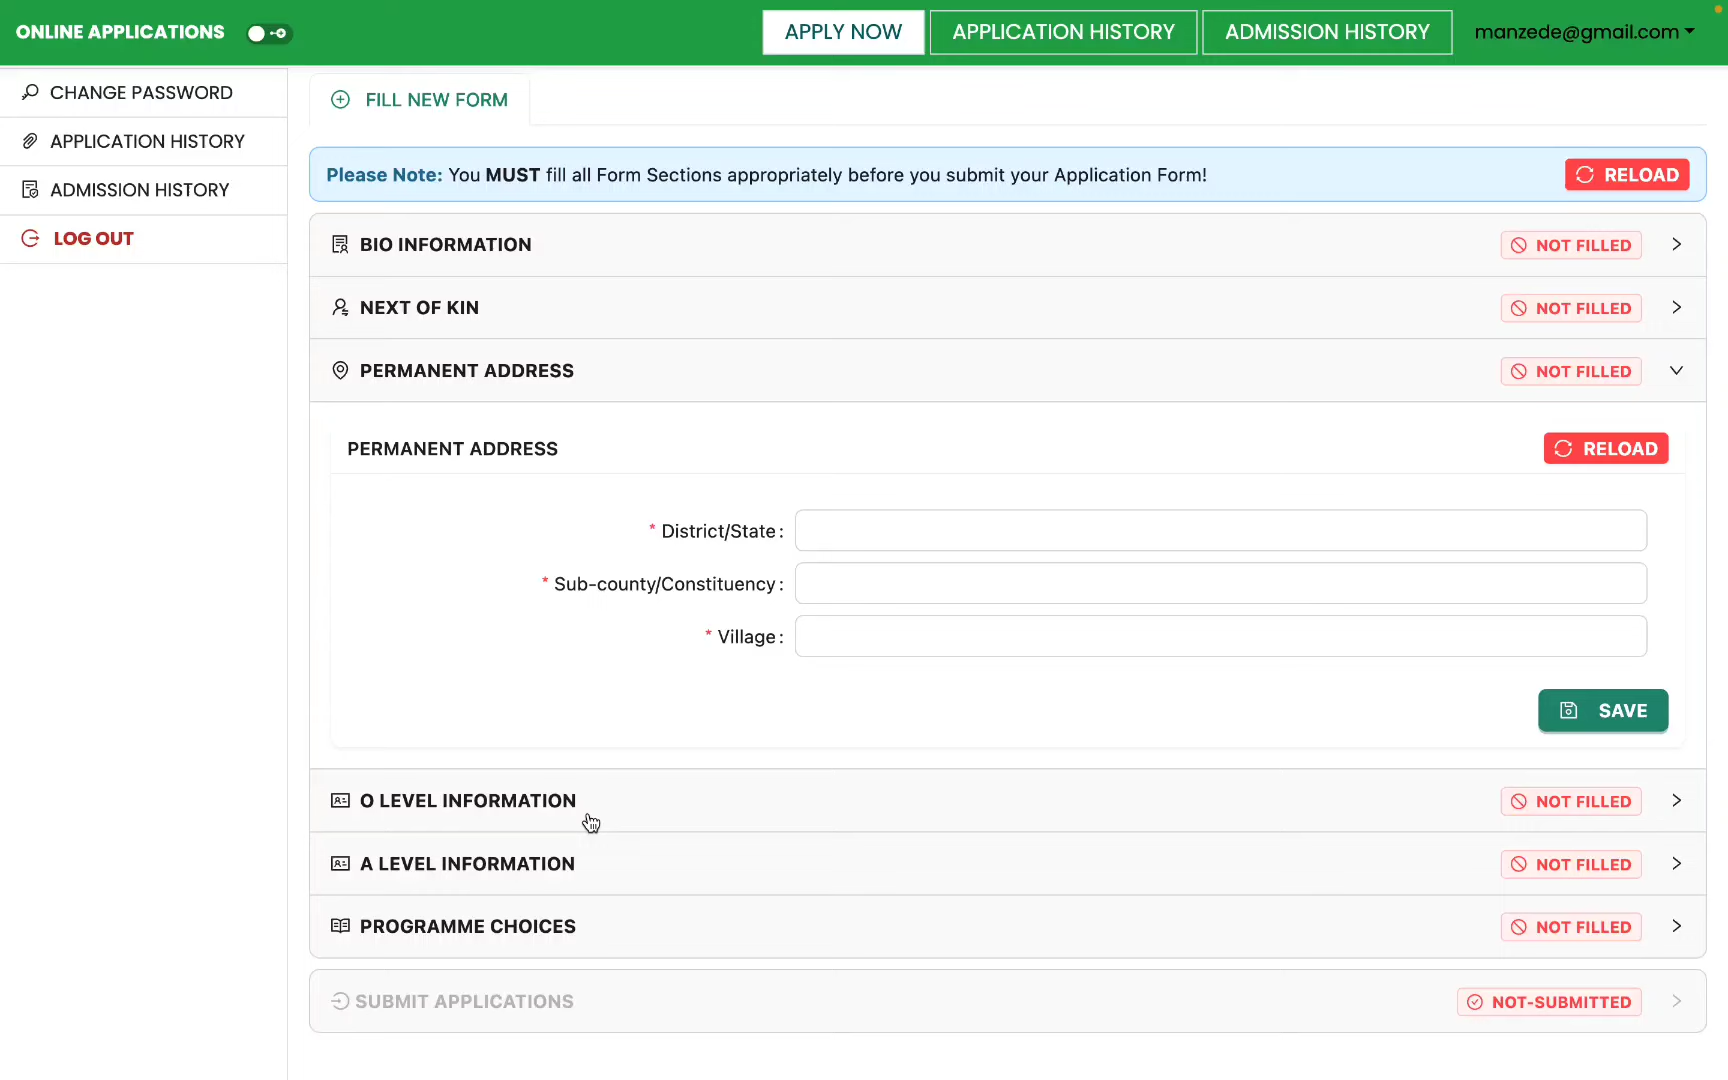 ONLINE APPLICATIONS
APPLY NOW
APPLICATION HISTORY
ADMISSION HISTORY
manzede@gmail.com
CHANGE PASSWORD
APPLICATION HISTORY
ADMISSION HISTORY
LOG OUT
FILL NEW FORM
Please Note: You MUST fill all Form Sections appropriately before you submit your Application Form!
RELOAD
BIO INFORMATION
NOT FILLED
NEXT OF KIN
NOT FILLED
PERMANENT ADDRESS
NOT FILLED
PERMANENT ADDRESS
RELOAD
* District/State:
* Sub-county/Constituency:
* Village:
SAVE
O LEVEL INFORMATION
NOT FILLED
A LEVEL INFORMATION
NOT FILLED
PROGRAMME CHOICES
NOT FILLED
SUBMIT APPLICATIONS
NOT-SUBMITTED